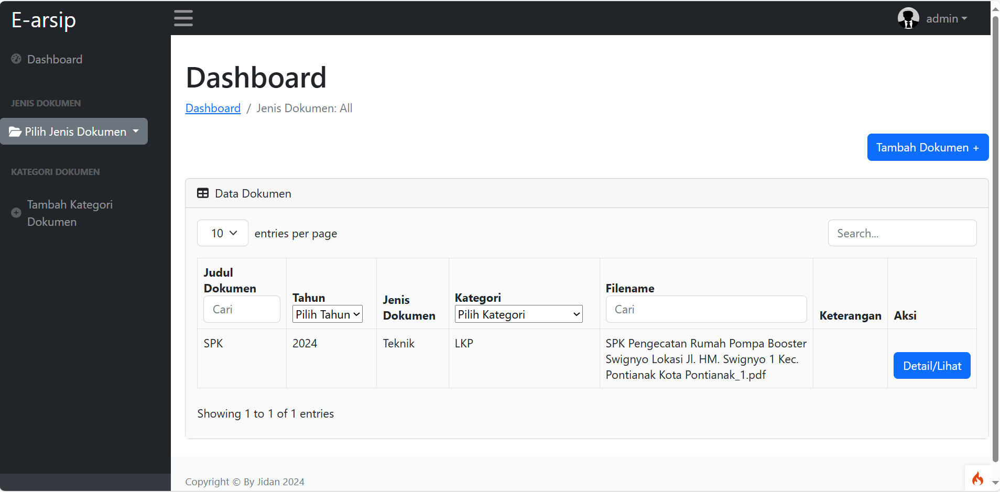 E-arsip
admin
Dashboard
JENIS DOKUMEN
Pilih Jenis Dokumen
KATEGORI DOKUMEN
Tambah Kategori
Dokumen
Dashboard
Dashboard / Jenis Dokumen: All
Tambah Dokumen +
Data Dokumen
10 entries per page
Search...
Judul
Dokumen
Cari
Tahun
Pilih Tahun
Jenis
Dokumen
Kategori
Pilih Kategori
Filename
Cari
Keterangan
Aksi
SPK
2024
Teknik
LKP
SPK Pengecatan Rumah Pompa Booster
Swignyo Lokasi Jl. HM. Swignyo 1 Kec.
Pontianak Kota Pontianak_1.pdf
Detail/Lihat
Showing 1 to 1 of 1 entries
Copyright © By Jidan 2024